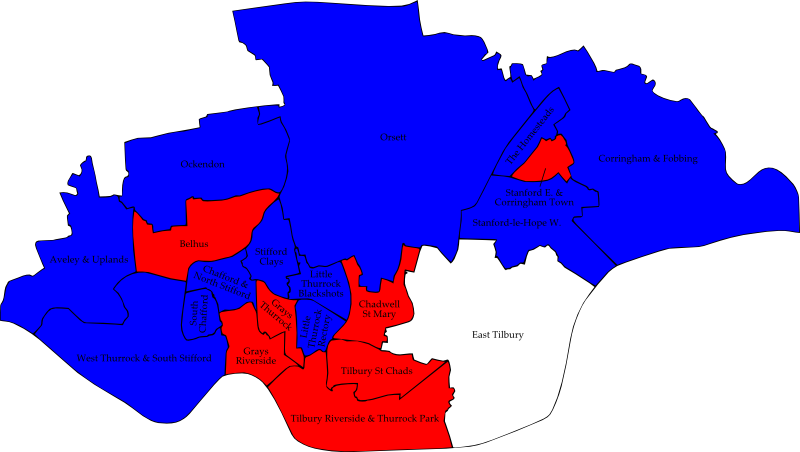 Orsett
The Homesteads
Corringham & Fobbing
Ockendon
Stanford E. &
Corringham Town
Stanford-le-Hope W.
Belhus
Stifford
Clays
Aveley & Uplands
Chafford &
North Stifford
Little
Thurrock
Blackshots
South
Chafford
Grays
Thurrock
Little
Thurrock
Rectory
Chadwell
St Mary
East Tilbury
West Thurrock & South Stifford
Grays
Riverside
Tilbury St Chads
Tilbury Riverside & Thurrock Park